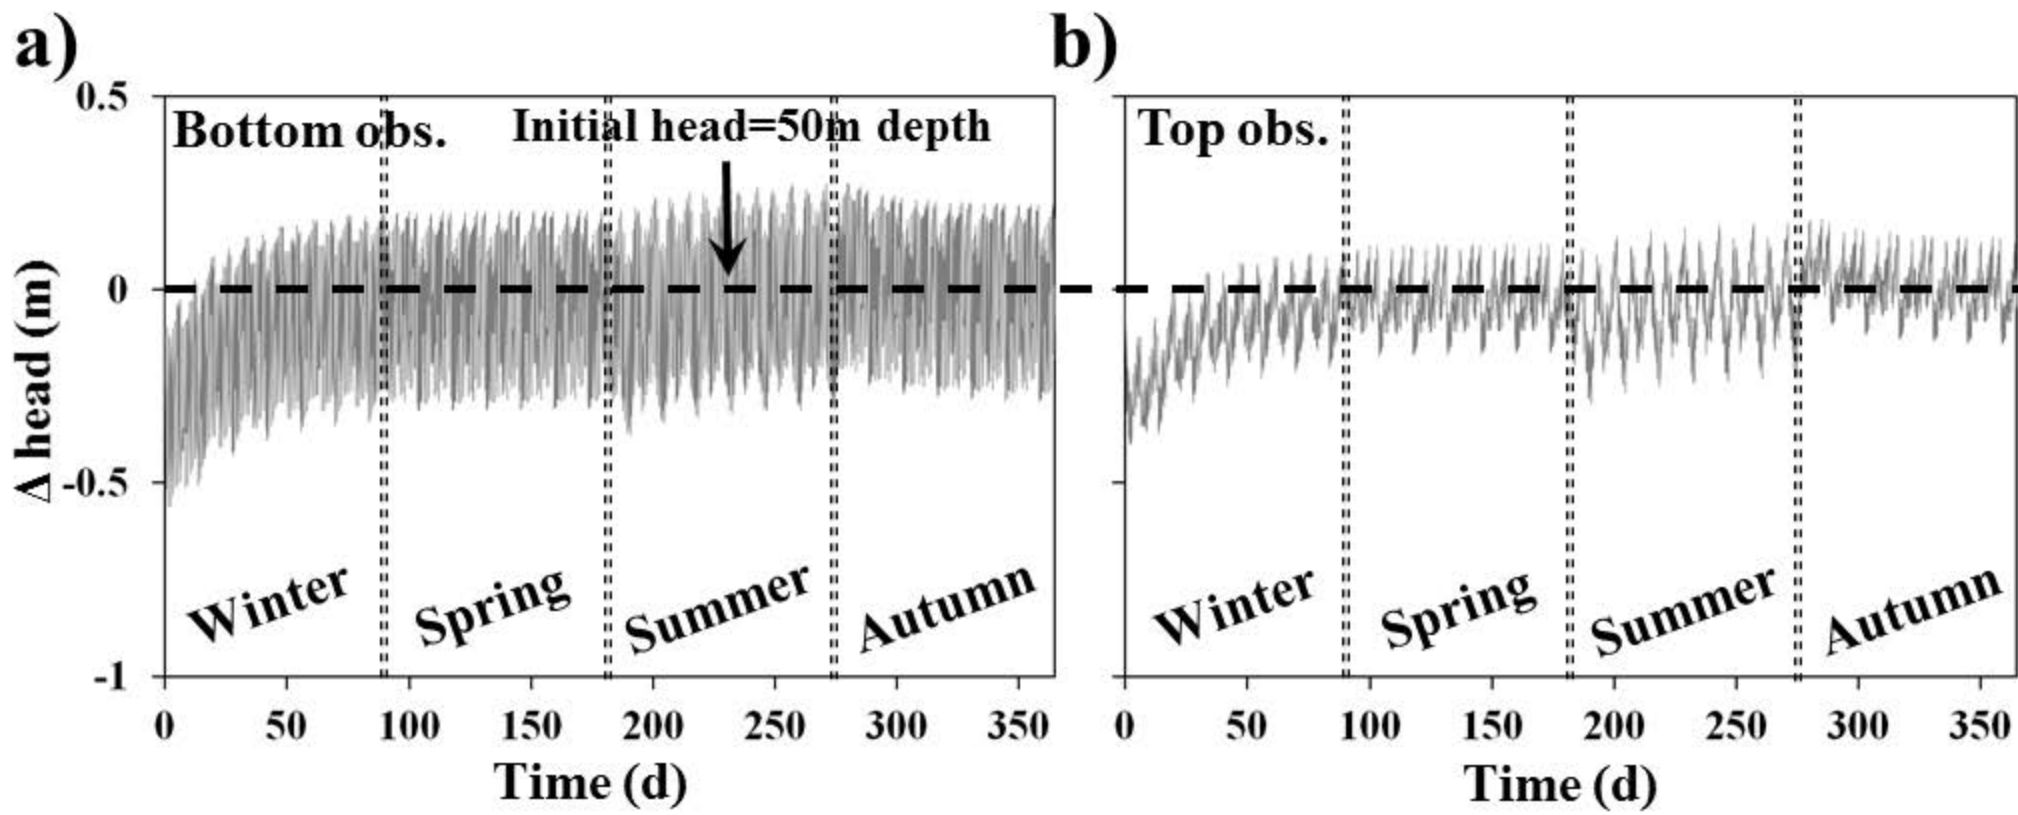 a)
b)
0.5
Bottom obs.
Initial head=50m depth
Top obs.
0
-0.5
-1
Δ head (m)
Winter
Spring
Summer
Autumn
Winter
Spring
Summer
Autumn
0 50 100 150 200 250 300 350
0 50 100 150 200 250 300 350
Time (d)
Time (d)